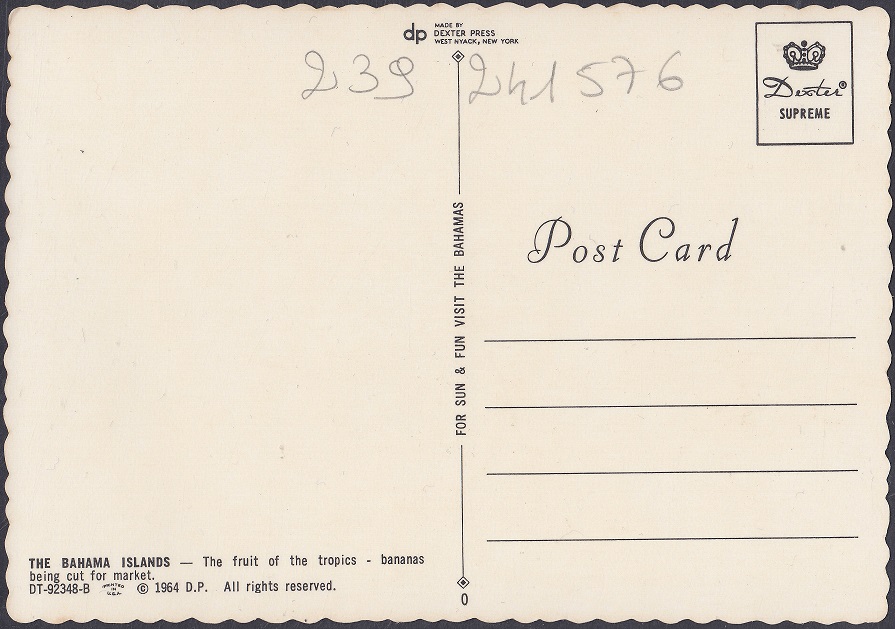 dp MADE BY
DEXTER PRESS
WEST NYACK, NEW YORK
239 241576
Dexter®
SUPREME
Post Card
FOR SUN & FUN VISIT THE BAHAMAS
THE BAHAMA ISLANDS — The fruit of the tropics - bananas
being cut for market.
DT-92348-B PRINTED IN U.S.A. © 1964 D.P. All rights reserved.
0